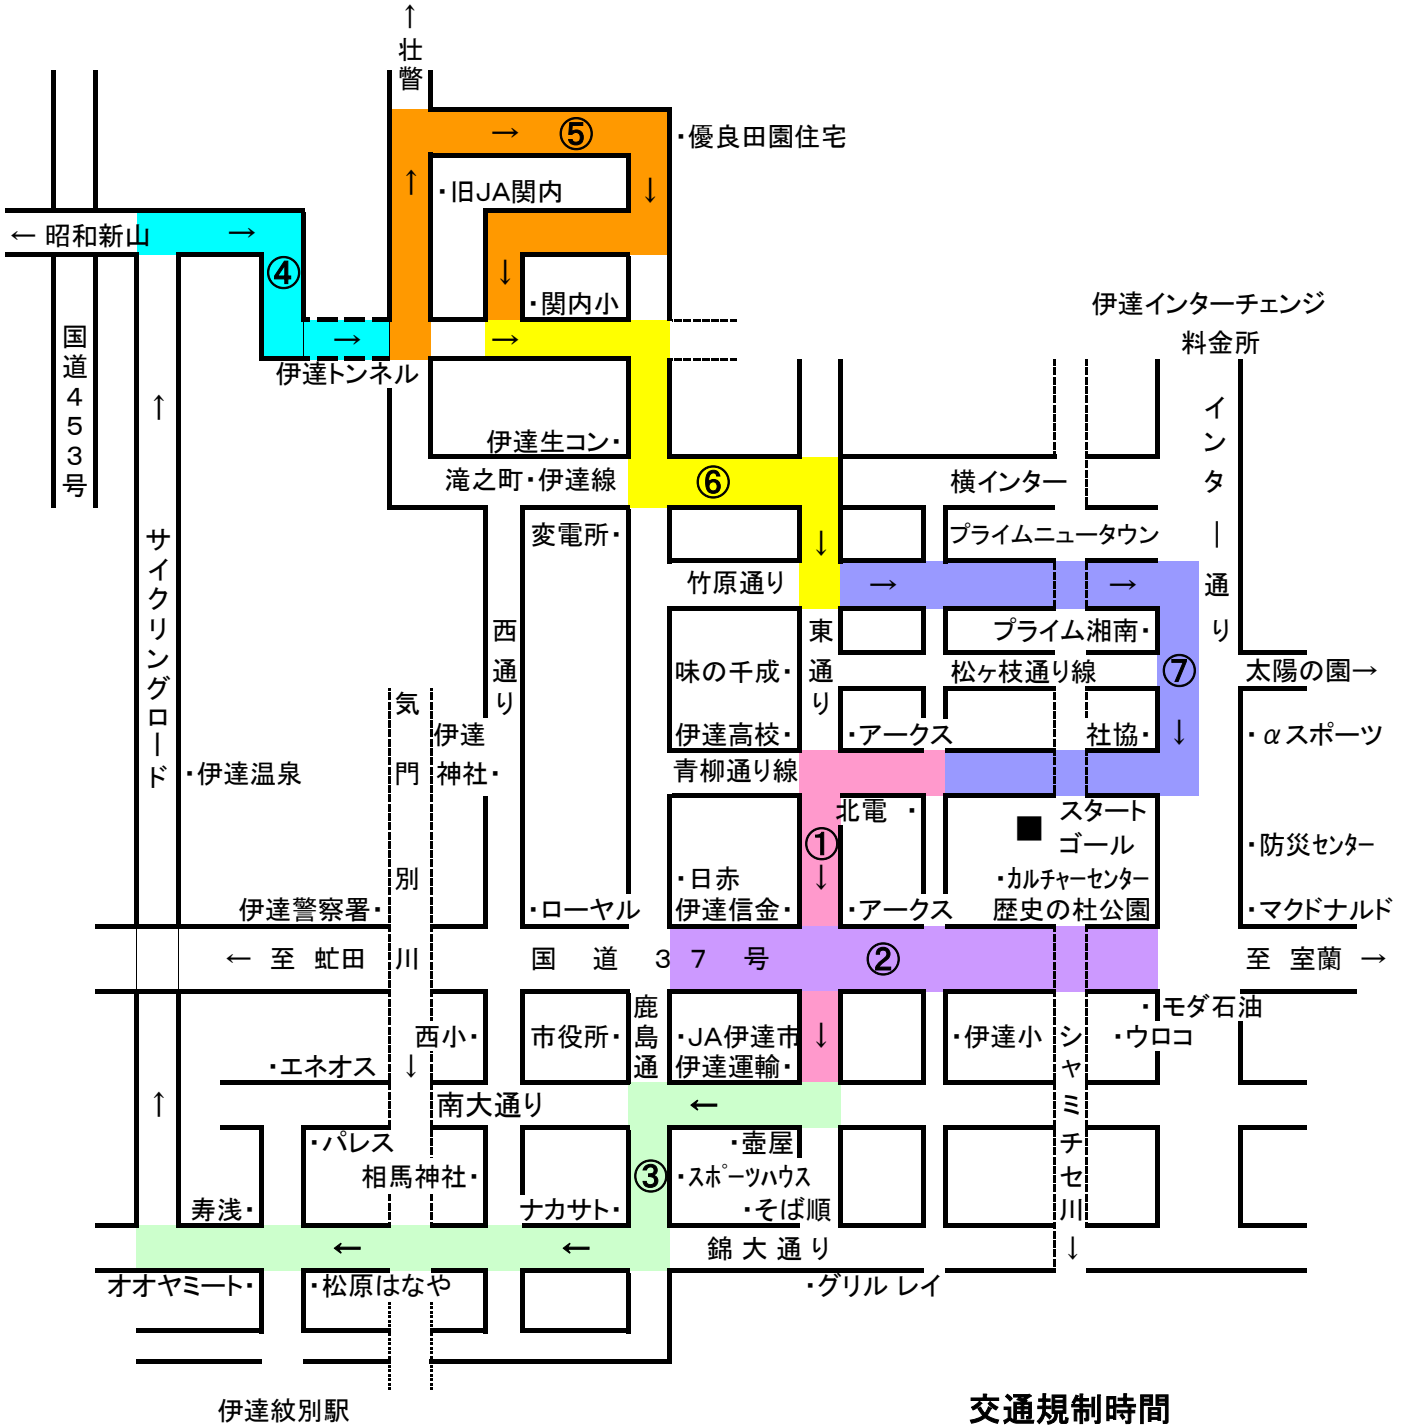 ↑壮瞥
→ ⑤
・優良田園住宅
↑
・旧JA関内
↓
← 昭和新山
→
④
↓
・関内小
伊達インターチェンジ
料金所
国道453号
→
→
伊達トンネル
↑
インター通り
伊達生コン・
滝之町・伊達線
⑥
横インター
サイクリングロード
変電所・
↓
プライムニュータウン
竹原通り
→
→
西通り
東通り
プライム湘南・
味の千成・
松ヶ枝通り線
⑦
太陽の園→
気門別川
伊達
神社・
伊達高校・
・アークス
社協・
↓
・αスポーツ
・伊達温泉
青柳通り線
北電 ・
スタート
ゴール
①
↓
・防災センター
・日赤
・カルチャーセンター
伊達警察署・
・ローヤル
伊達信金・
・アークス
歴史の杜公園
・マクドナルド
← 至 虻田
国道37号
②
至 室蘭 →
鹿島通
・モダ石油
西小・
市役所・
・JA伊達市
↓
・伊達小
シャミチセ川↓
・ウロコ
・エネオス
↓
伊達運輸・
↑
南大通り
←
・パレス
・壺屋
相馬神社・
③
・スポーツハウス
寿浅・
ナカサト・
・そば順
←
←
錦大通り
オオヤミート・
・松原はなや
・グリル レイ
伊達紋別駅
交通規制時間